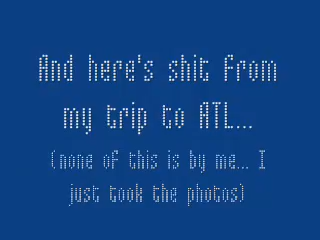 And here's shit from
my trip to ATL...
(none of this is by me... I
just took the photos)